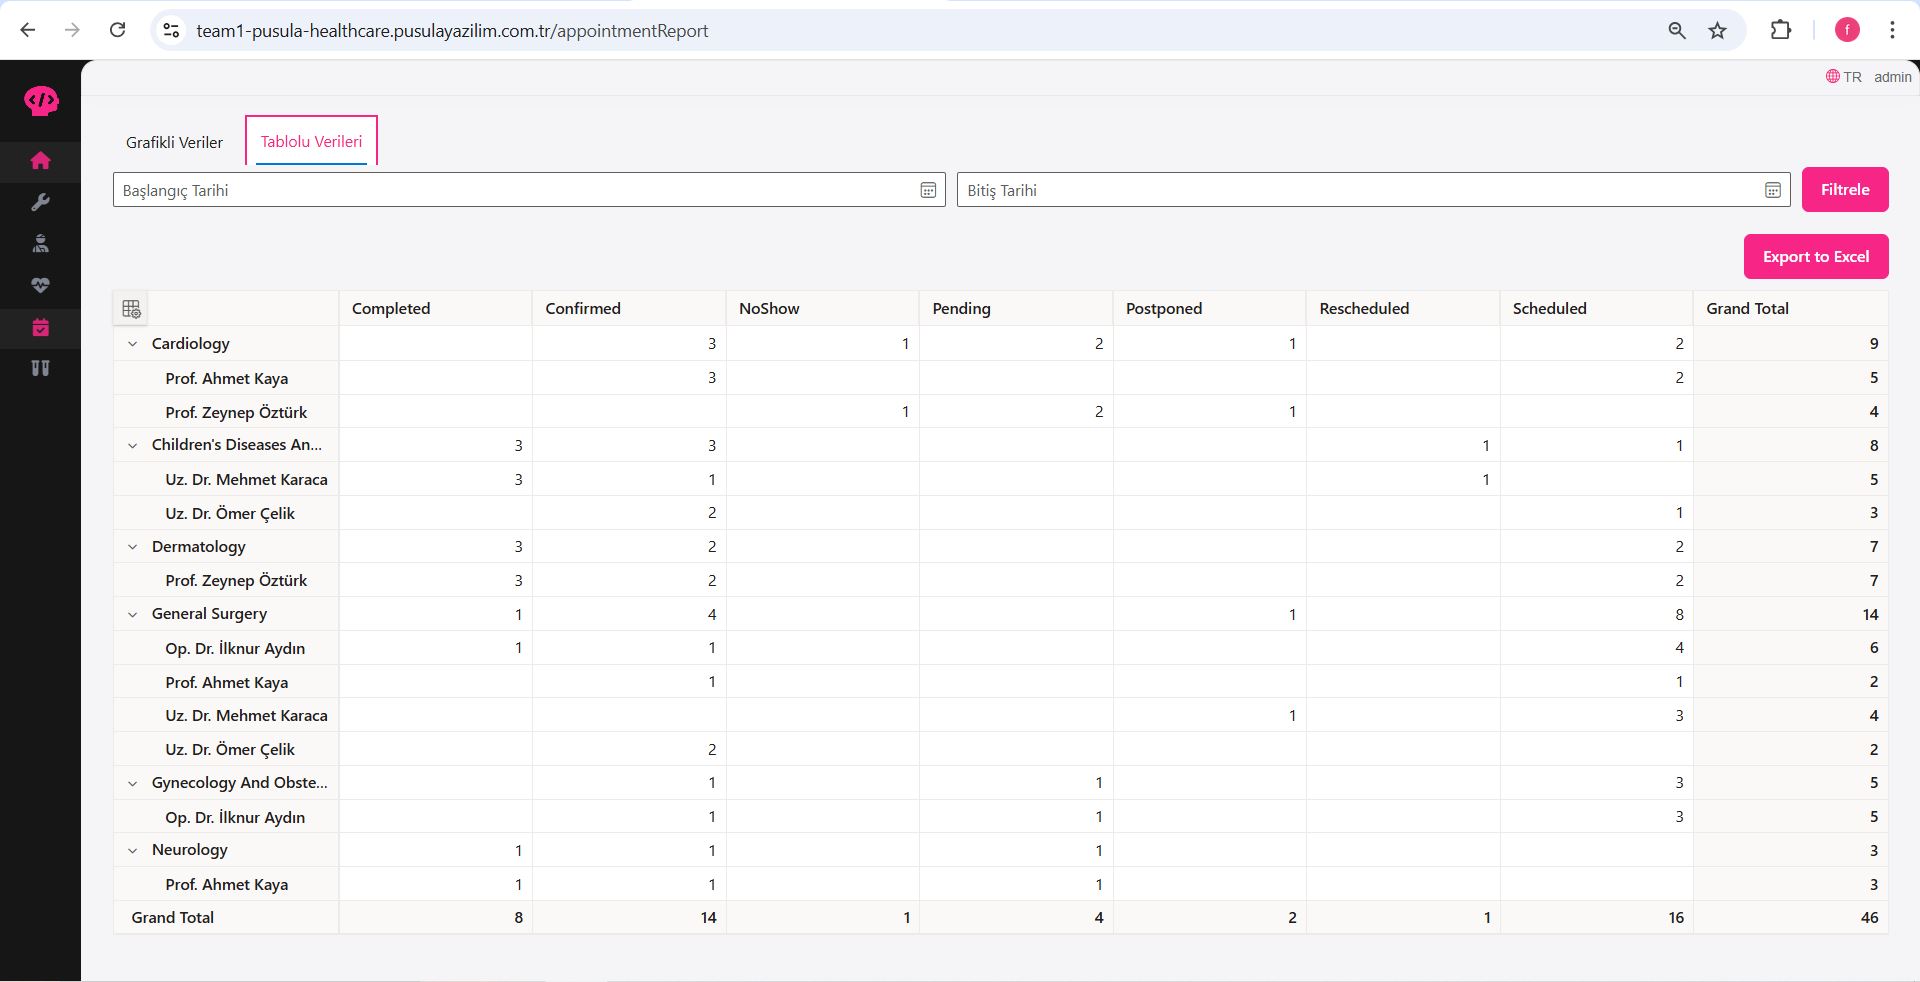 team1-pusula-healthcare.pusulayazilim.com.tr/appointmentReport
f
TR admin
Grafikli Veriler Tablolu Verileri
Başlangıç Tarihi Bitiş Tarihi Filtrele
Export to Excel
Completed Confirmed NoShow Pending Postponed Rescheduled Scheduled Grand Total
Cardiology 3 1 2 1 2 9
Prof. Ahmet Kaya 3 2 5
Prof. Zeynep Öztürk 1 2 1 4
Children's Diseases An... 3 3 1 1 8
Uz. Dr. Mehmet Karaca 3 1 1 5
Uz. Dr. Ömer Çelik 2 1 3
Dermatology 3 2 2 7
Prof. Zeynep Öztürk 3 2 2 7
General Surgery 1 4 1 8 14
Op. Dr. İlknur Aydın 1 1 4 6
Prof. Ahmet Kaya 1 1 2
Uz. Dr. Mehmet Karaca 1 3 4
Uz. Dr. Ömer Çelik 2 2
Gynecology And Obste... 1 1 3 5
Op. Dr. İlknur Aydın 1 1 3 5
Neurology 1 1 1 3
Prof. Ahmet Kaya 1 1 1 3
Grand Total 8 14 1 4 2 1 16 46